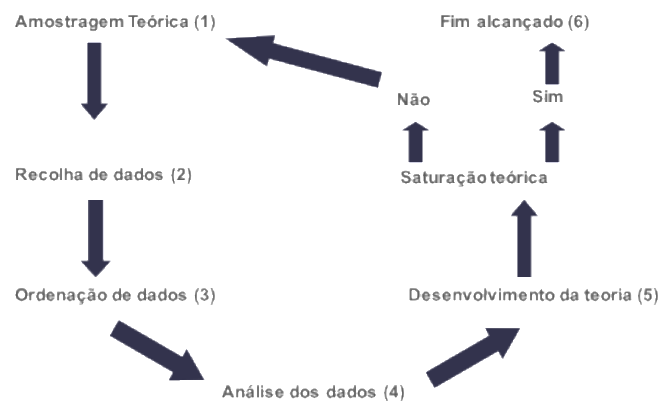 Amostragem Teórica (1)
Fim alcançado (6)
Não
Sim
Recolha de dados (2)
Saturação teórica
Ordenação de dados (3)
Desenvolvimento da teoria (5)
Análise dos dados (4)